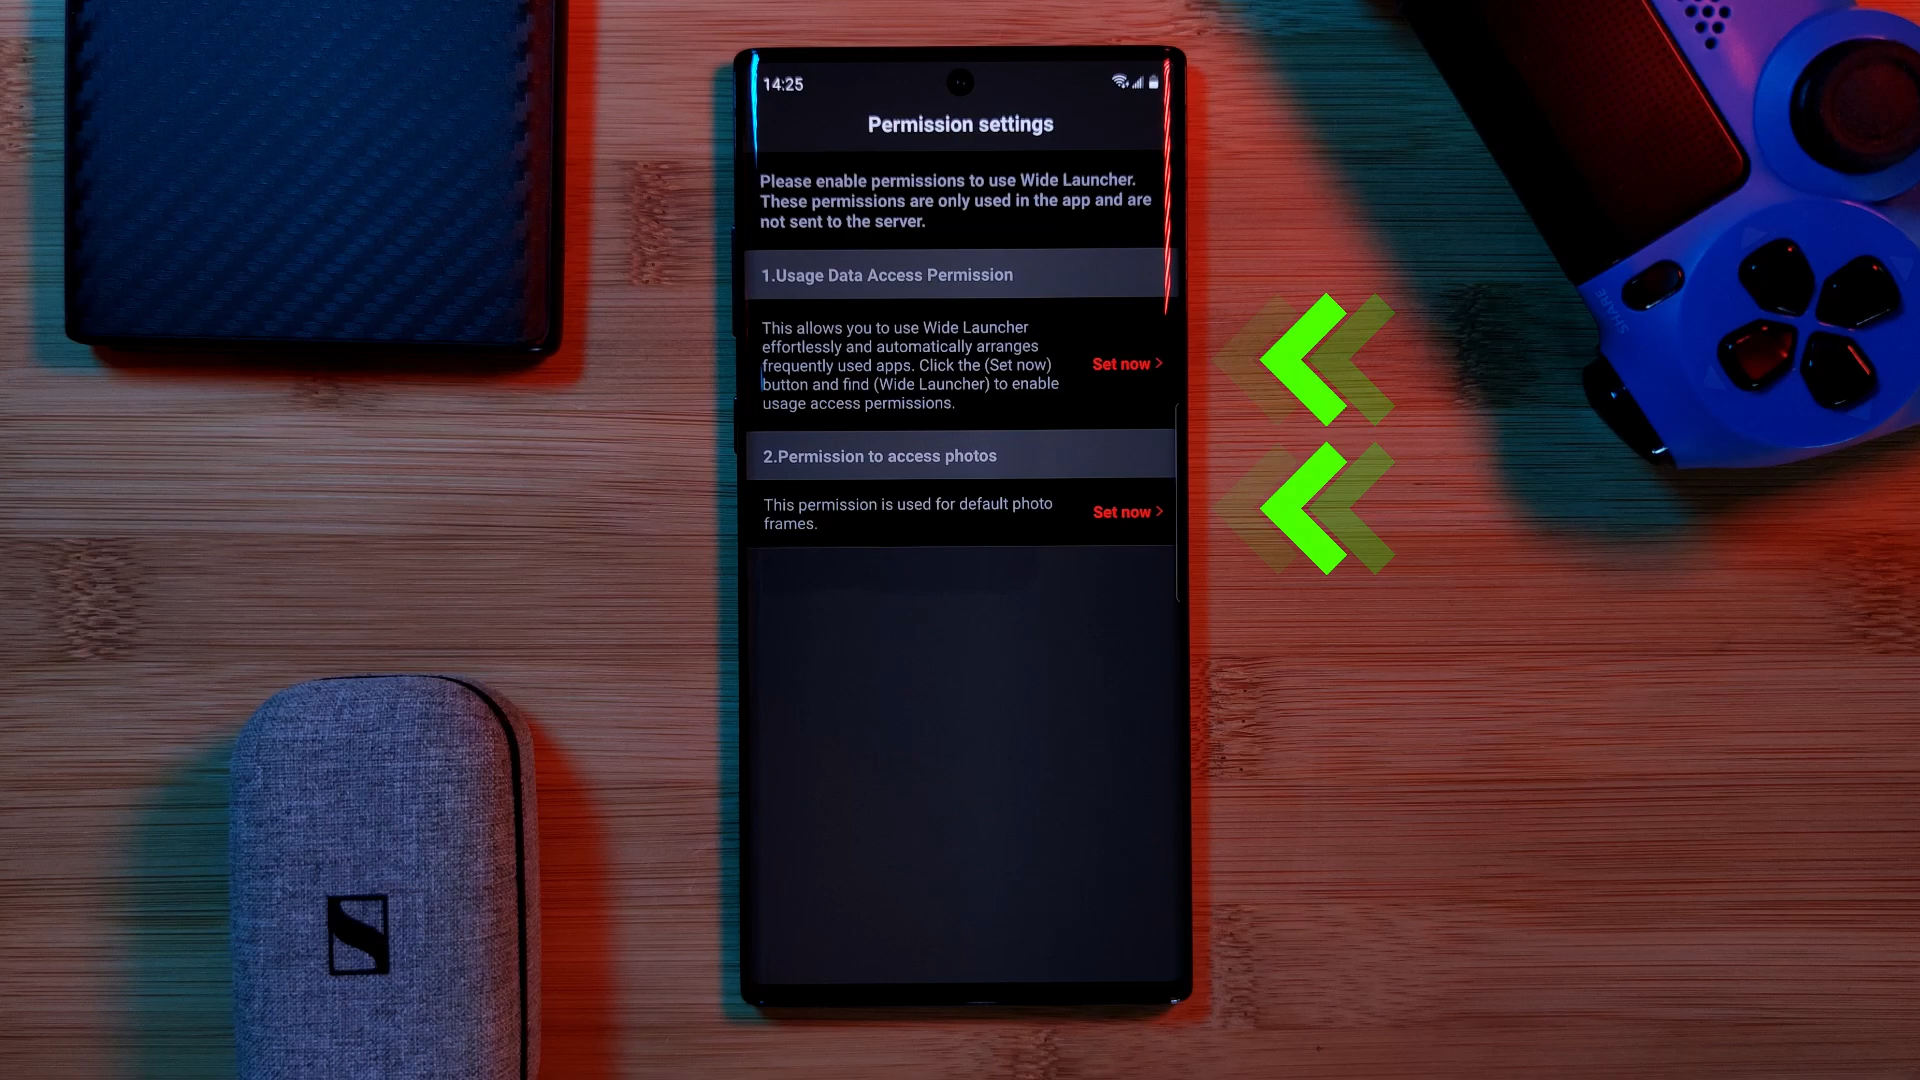 14:25
Permission settings
Please enable permissions to use Wide Launcher.
These permissions are only used in the app and are
not sent to the server.
1.Usage Data Access Permission
This allows you to use Wide Launcher
effortlessly and automatically arranges
frequently used apps. Click the (Set now)
button and find (Wide Launcher) to enable
usage access permissions.
Set now >
2.Permission to access photos
This permission is used for default photo
frames.
Set now >
SHARE